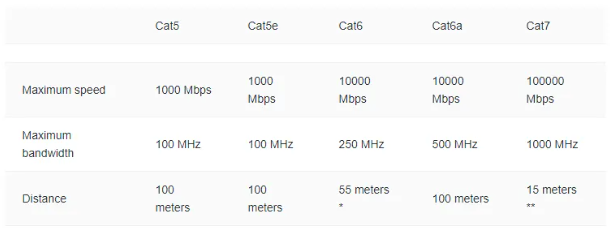 Cat5 Cat5e Cat6 Cat6a Cat7
Maximum speed 1000 Mbps 1000 Mbps 10000 Mbps 10000 Mbps 100000 Mbps
Maximum bandwidth 100 MHz 100 MHz 250 MHz 500 MHz 1000 MHz
Distance 100 meters 100 meters 55 meters * 100 meters 15 meters **